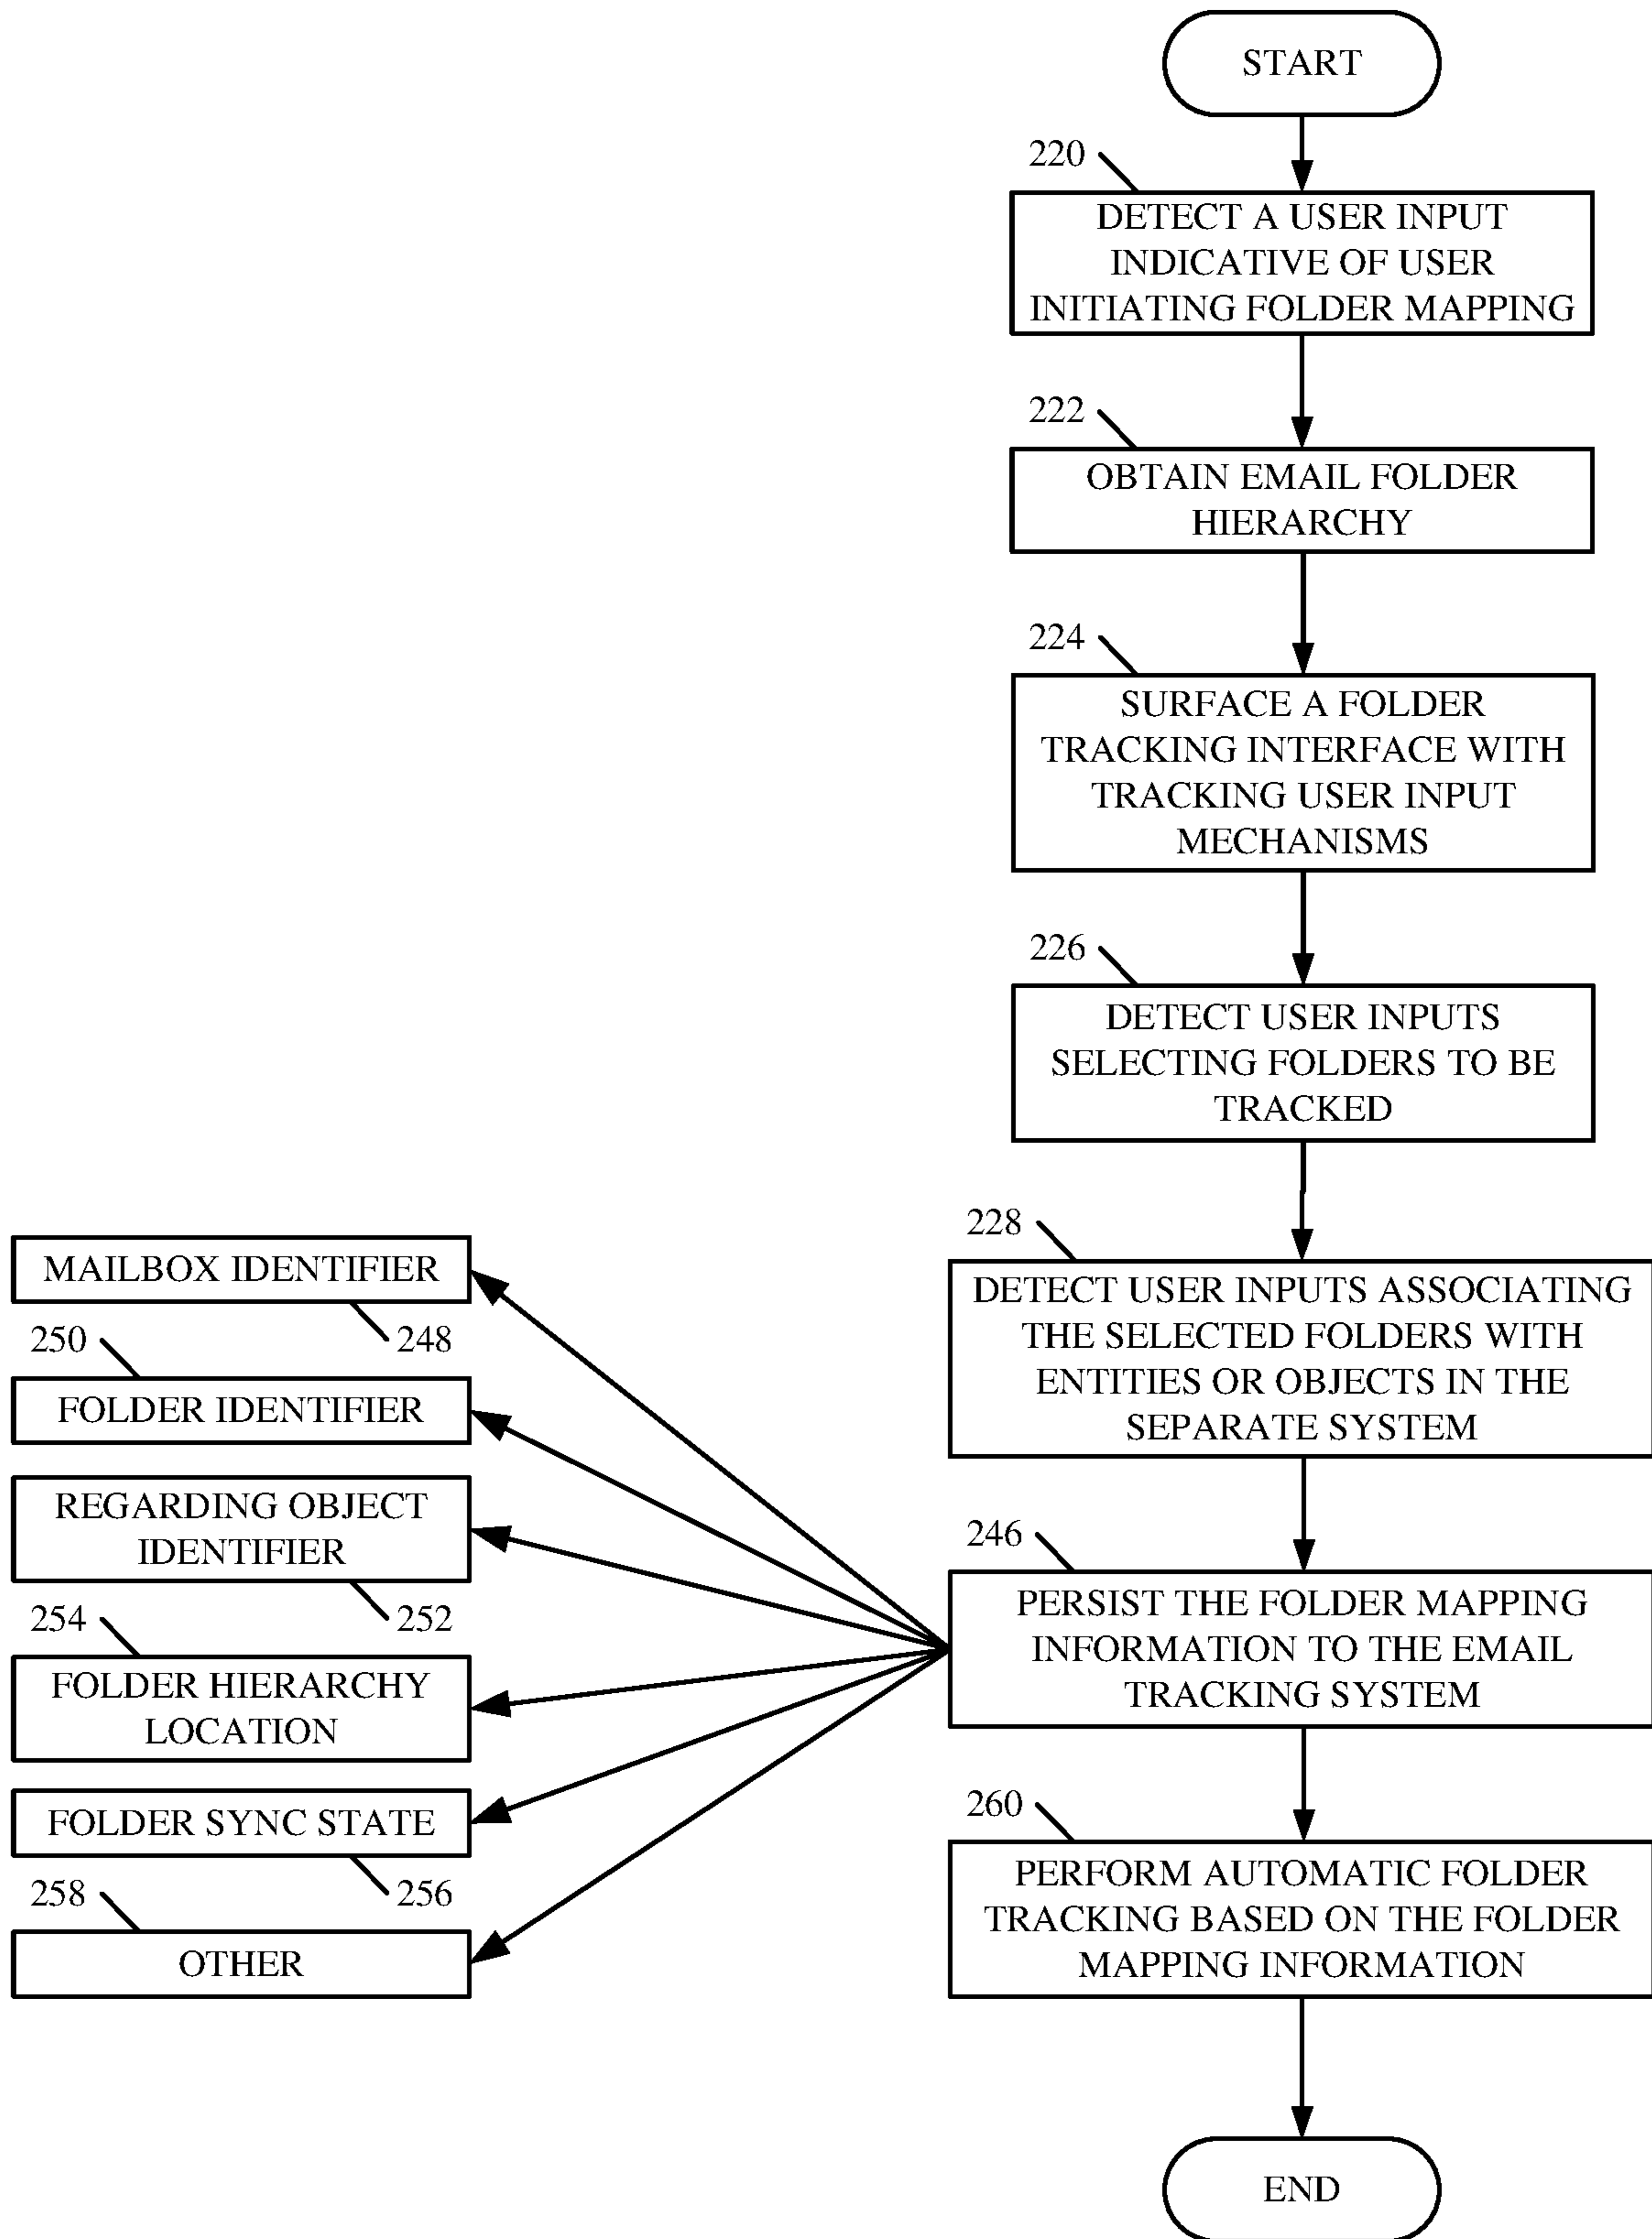 START
220
DETECT A USER INPUT
INDICATIVE OF USER
INITIATING FOLDER MAPPING
222
OBTAIN EMAIL FOLDER
HIERARCHY
224
SURFACE A FOLDER
TRACKING INTERFACE WITH
TRACKING USER INPUT
MECHANISMS
226
DETECT USER INPUTS
SELECTING FOLDERS TO BE
TRACKED
228
DETECT USER INPUTS ASSOCIATING
THE SELECTED FOLDERS WITH
ENTITIES OR OBJECTS IN THE
SEPARATE SYSTEM
246
PERSIST THE FOLDER MAPPING
INFORMATION TO THE EMAIL
TRACKING SYSTEM
MAILBOX IDENTIFIER
248
250
FOLDER IDENTIFIER
REGARDING OBJECT
IDENTIFIER
252
254
FOLDER HIERARCHY
LOCATION
FOLDER SYNC STATE
256
258
OTHER
260
PERFORM AUTOMATIC FOLDER
TRACKING BASED ON THE FOLDER
MAPPING INFORMATION
END